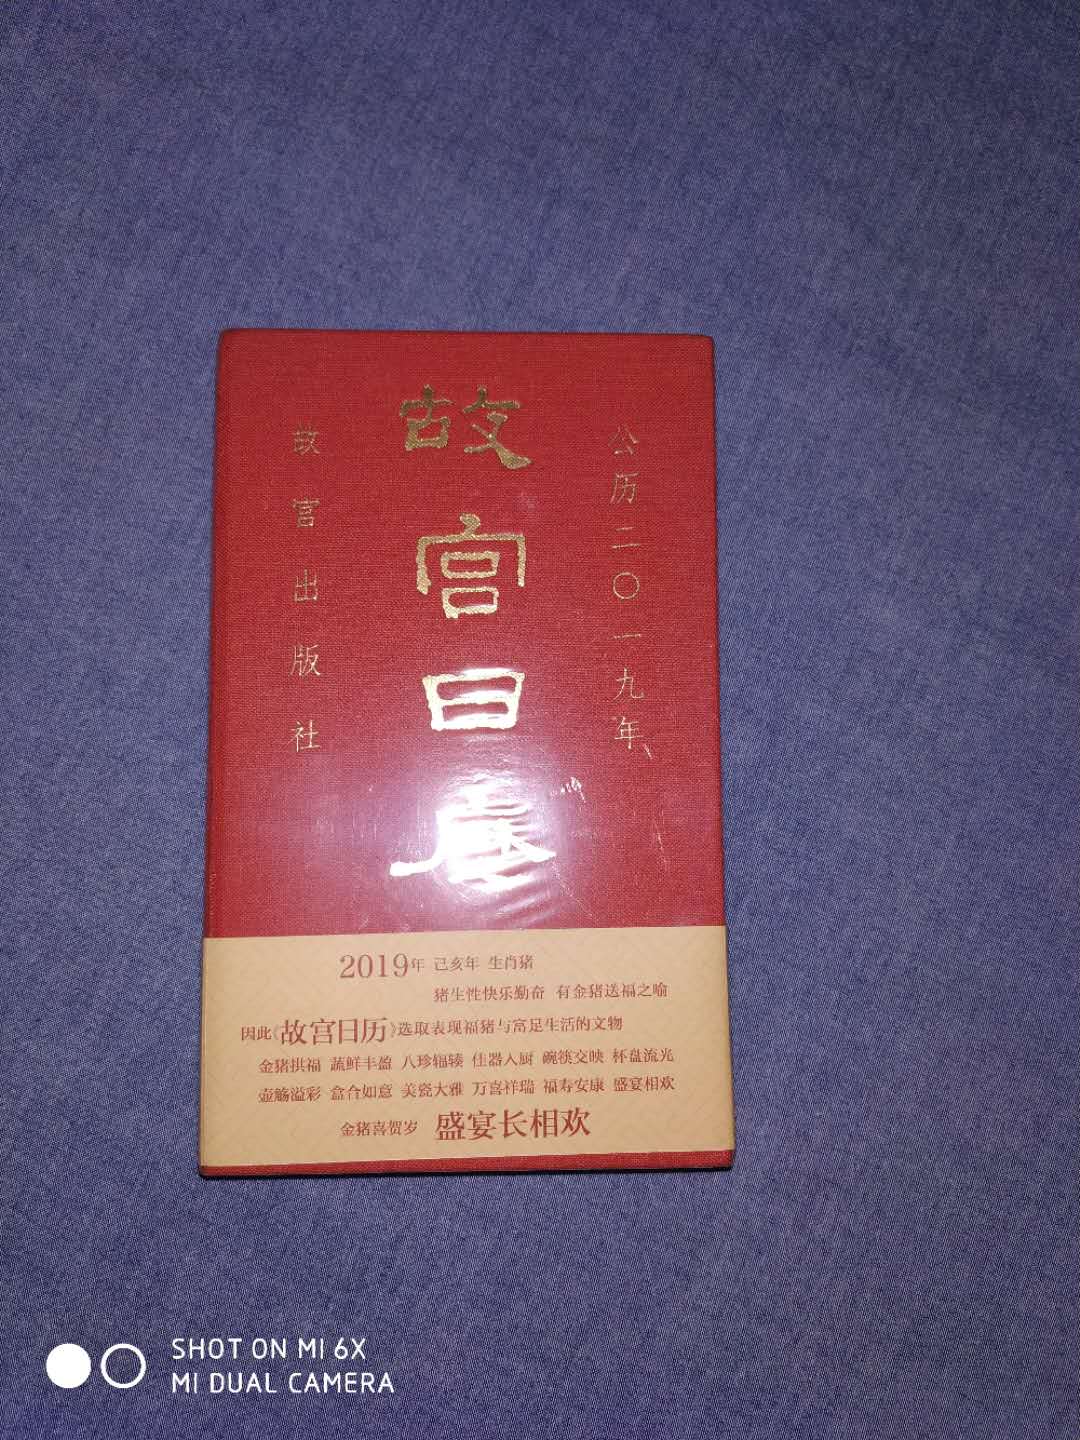 公历二〇一九年
故宫日历
故宫出版社
2019年 己亥年 生肖猪
猪生性快乐勤奋 有金猪送福之喻
因此《故宫日历》选取表现福猪与富足生活的文物
金猪拱福 蔬鲜丰盈 八珍辐辏 佳器入厨 碗筷交映 杯盘流光
壶觞溢彩 盒合如意 美瓷大雅 万喜祥瑞 福寿安康 盛宴相欢
金猪喜贺岁 盛宴长相欢
SHOT ON MI 6X
MI DUAL CAMERA